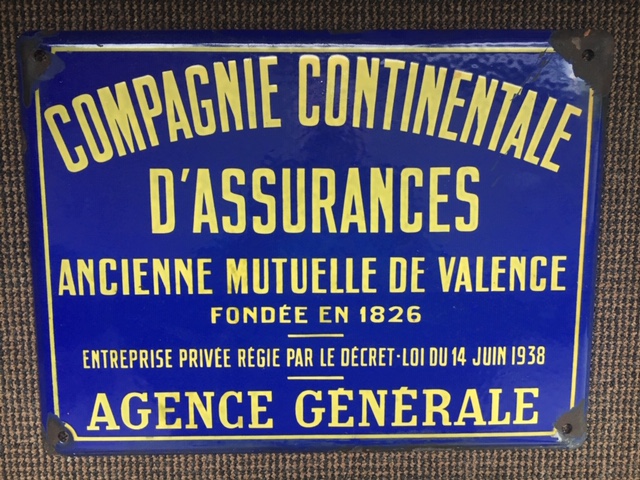 COMPAGNIE CONTINENTALE
D'ASSURANCES
ANCIENNE MUTUELLE DE VALENCE
FONDÉE EN 1826
ENTREPRISE PRIVÉE RÉGIE PAR LE DÉCRET-LOI DU 14 JUIN 1938
AGENCE GÉNÉRALE